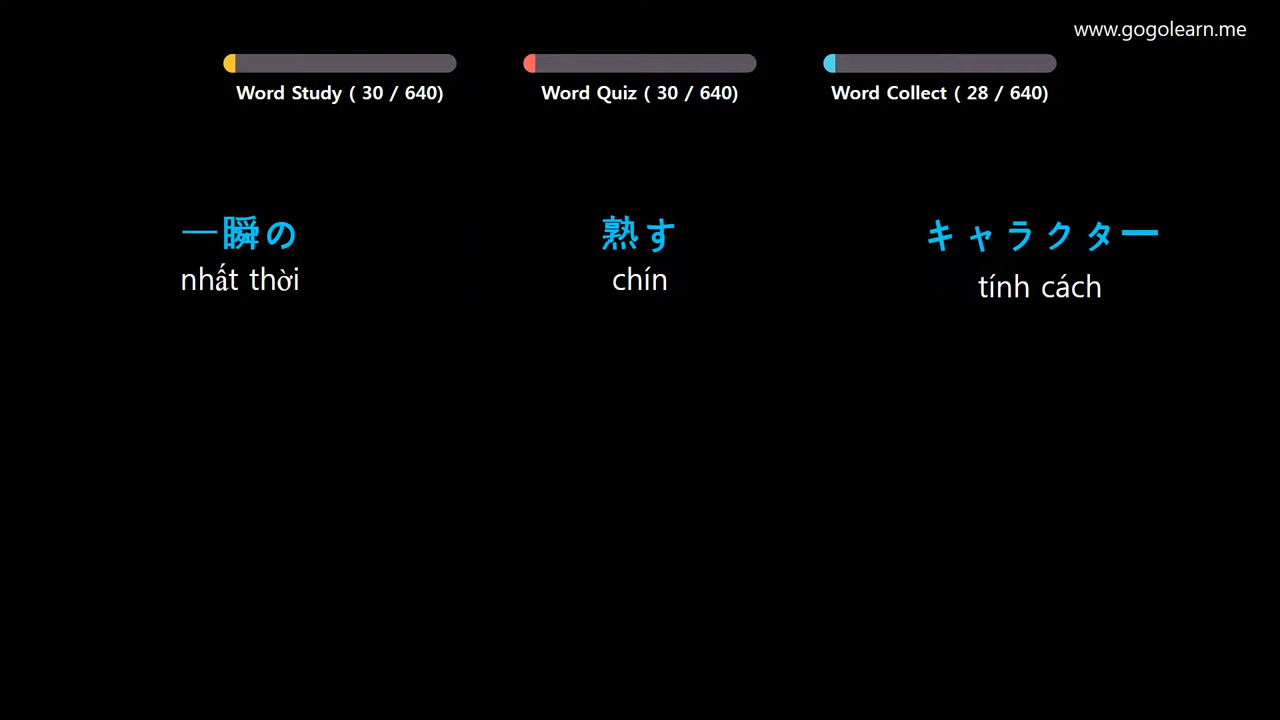 www.gogolearn.me
Word Study ( 30 / 640)
Word Quiz ( 30 / 640)
Word Collect ( 28 / 640)
一瞬の
nhất thời
熟す
chín
キャラクター
tính cách